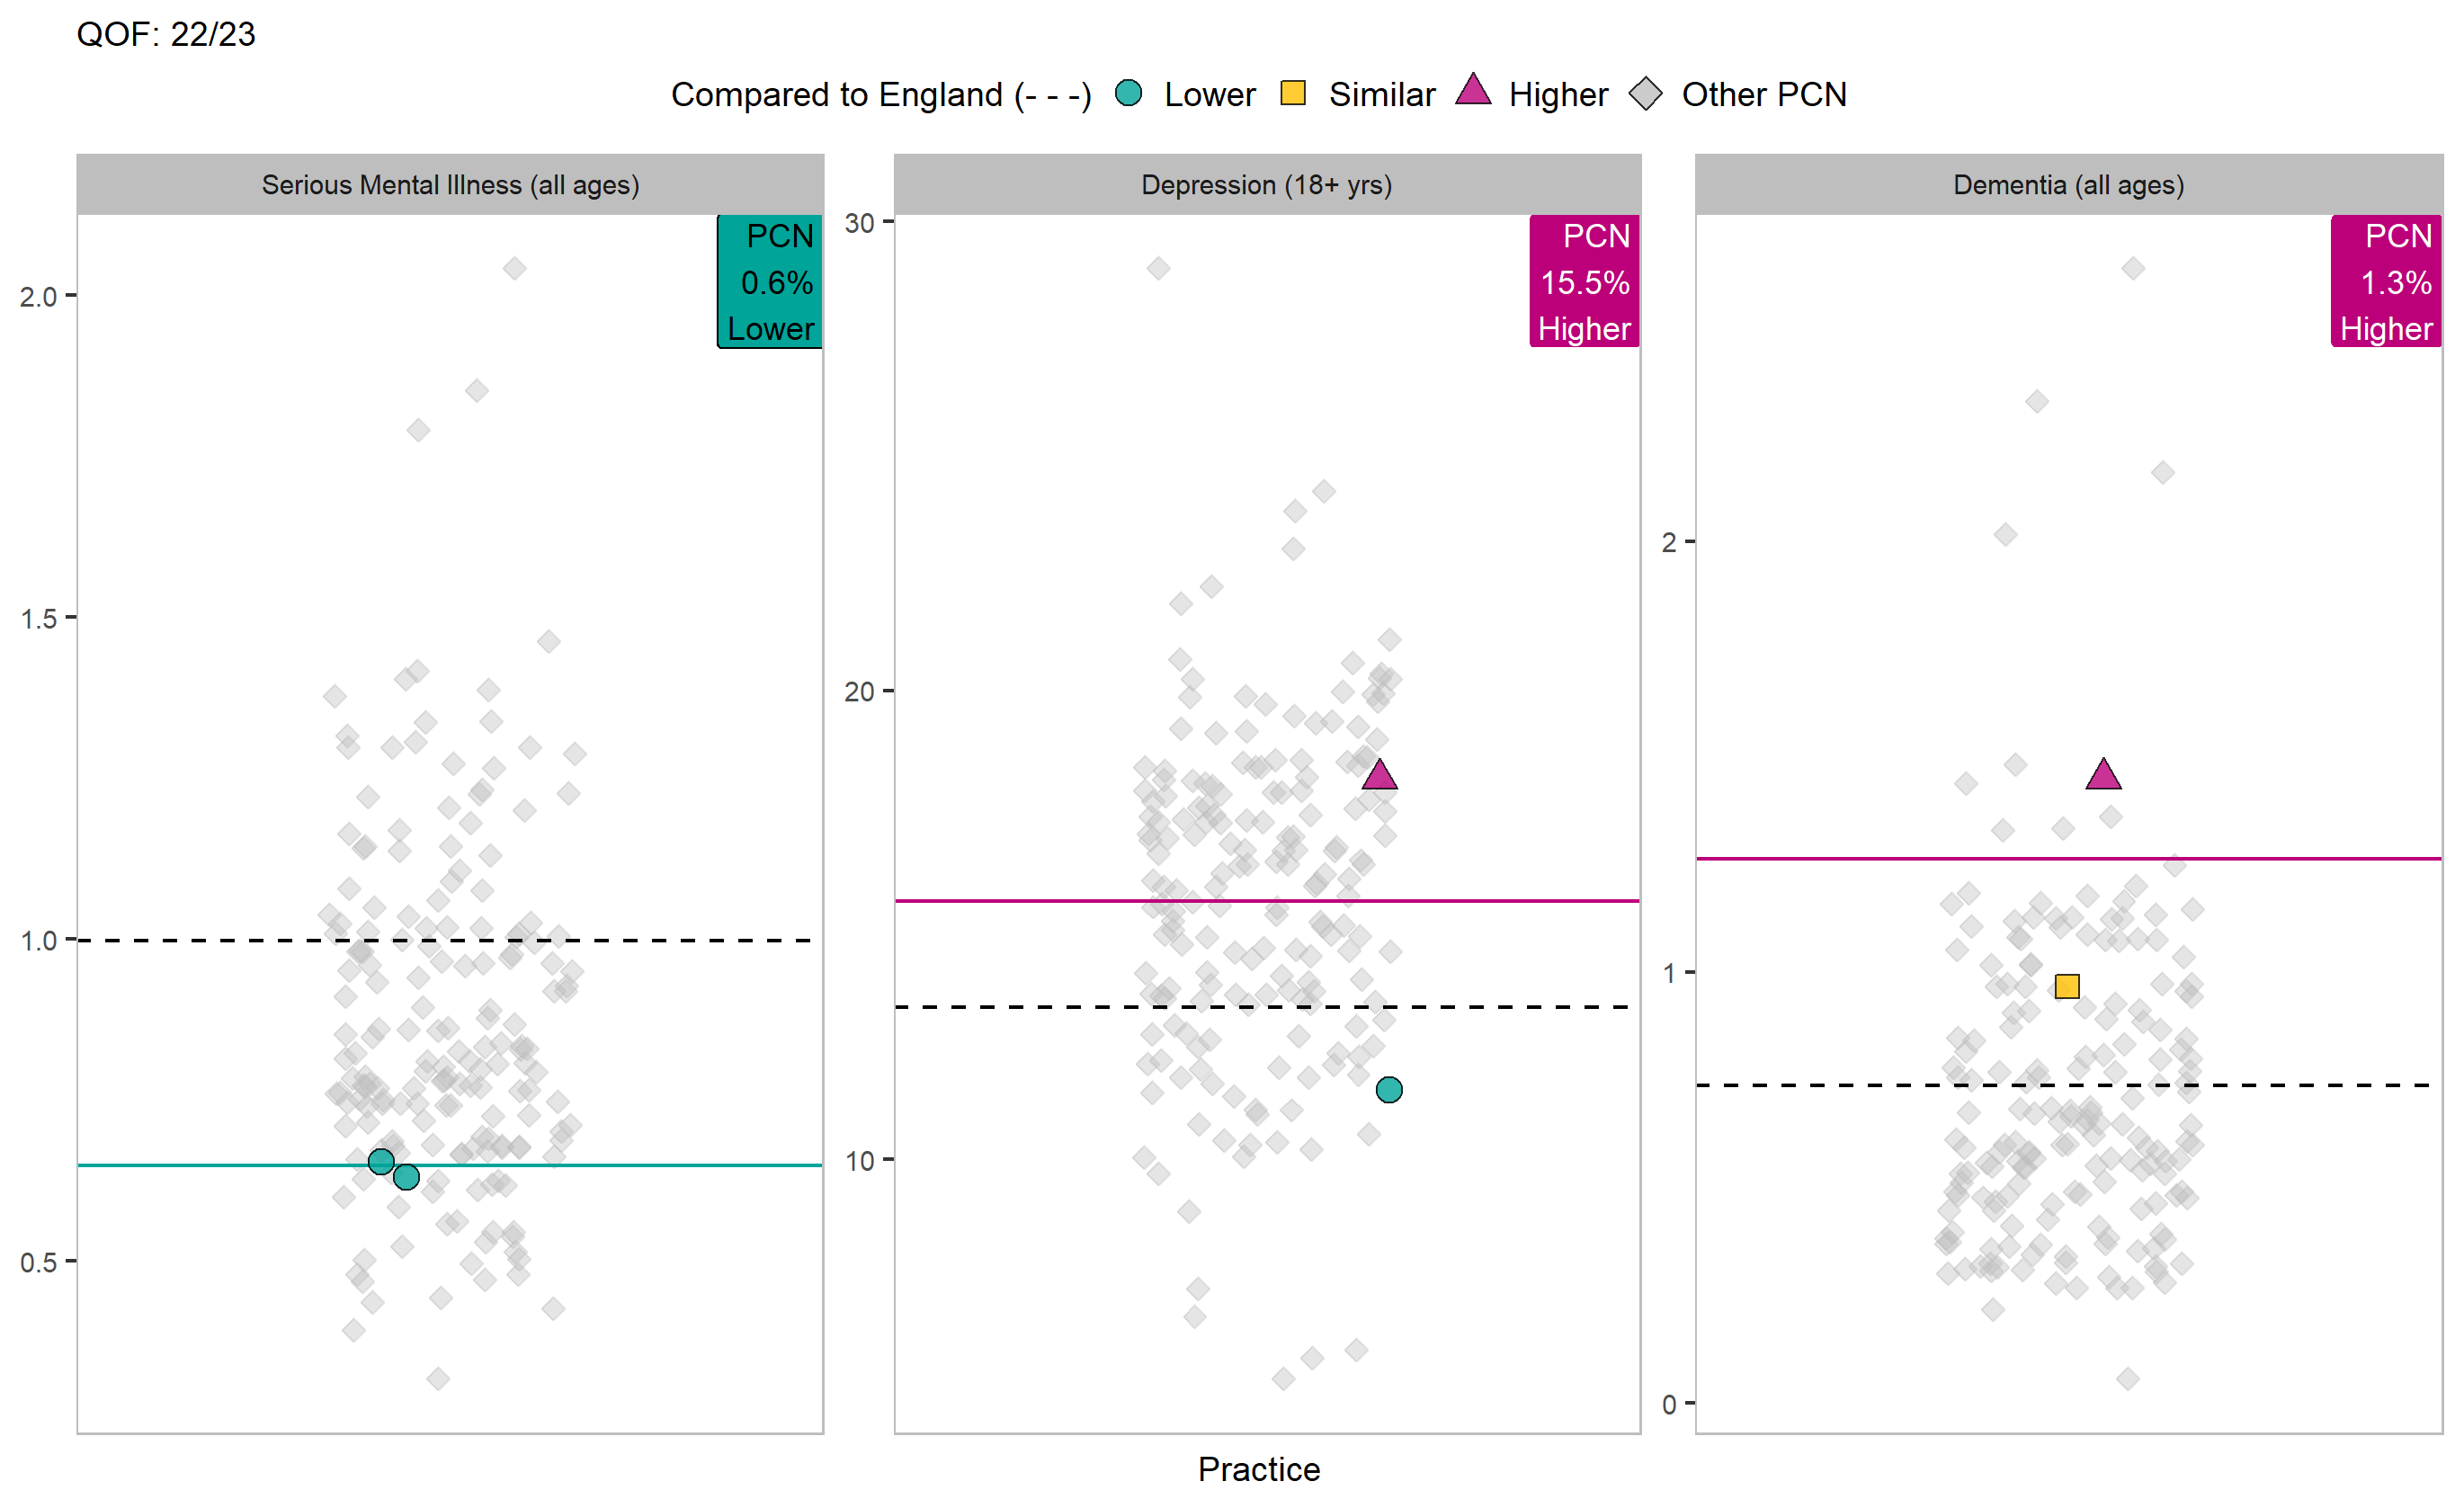 QOF: 22/23
Compared to England (- - -) Lower Similar Higher Other PCN
Serious Mental Illness (all ages)
PCN
0.6%
Lower
2.0
1.5
1.0
0.5
Depression (18+ yrs)
PCN
15.5%
Higher
30
20
10
Dementia (all ages)
PCN
1.3%
Higher
2
1
0
Practice